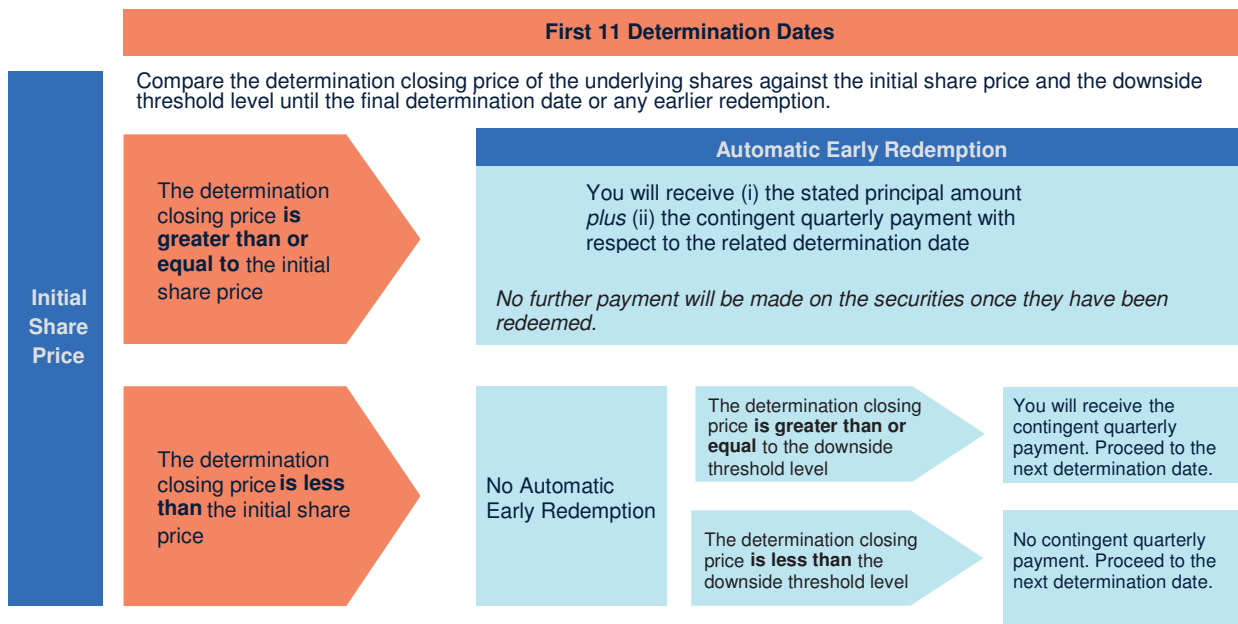 First 11 Determination Dates
Compare the determination closing price of the underlying shares against the initial share price and the downside
threshold level until the final determination date or any earlier redemption.
Initial
Share
Price
The determination
closing price is
greater than or
equal to the initial
share price
Automatic Early Redemption
You will receive (i) the stated principal amount
plus (ii) the contingent quarterly payment with
respect to the related determination date
No further payment will be made on the securities once they have been
redeemed.
The determination
closing price is less
than the initial share
price
No Automatic
Early Redemption
The determination closing
price is greater than or
equal to the downside
threshold level
You will receive the
contingent quarterly
payment. Proceed to the
next determination date.
The determination closing
price is less than the
downside threshold level
No contingent quarterly
payment. Proceed to the
next determination date.